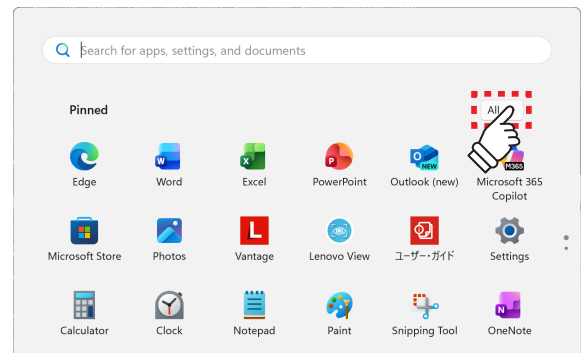 Search for apps, settings, and documents
Pinned
All
Edge
Word
Excel
PowerPoint
Outlook (new)
Microsoft 365
Copilot
Microsoft Store
Photos
Vantage
Lenovo View
ユーザー・ガイド
Settings
Calculator
Clock
Notepad
Paint
Snipping Tool
OneNote
W
X
P
O
NEW
M365
L
N